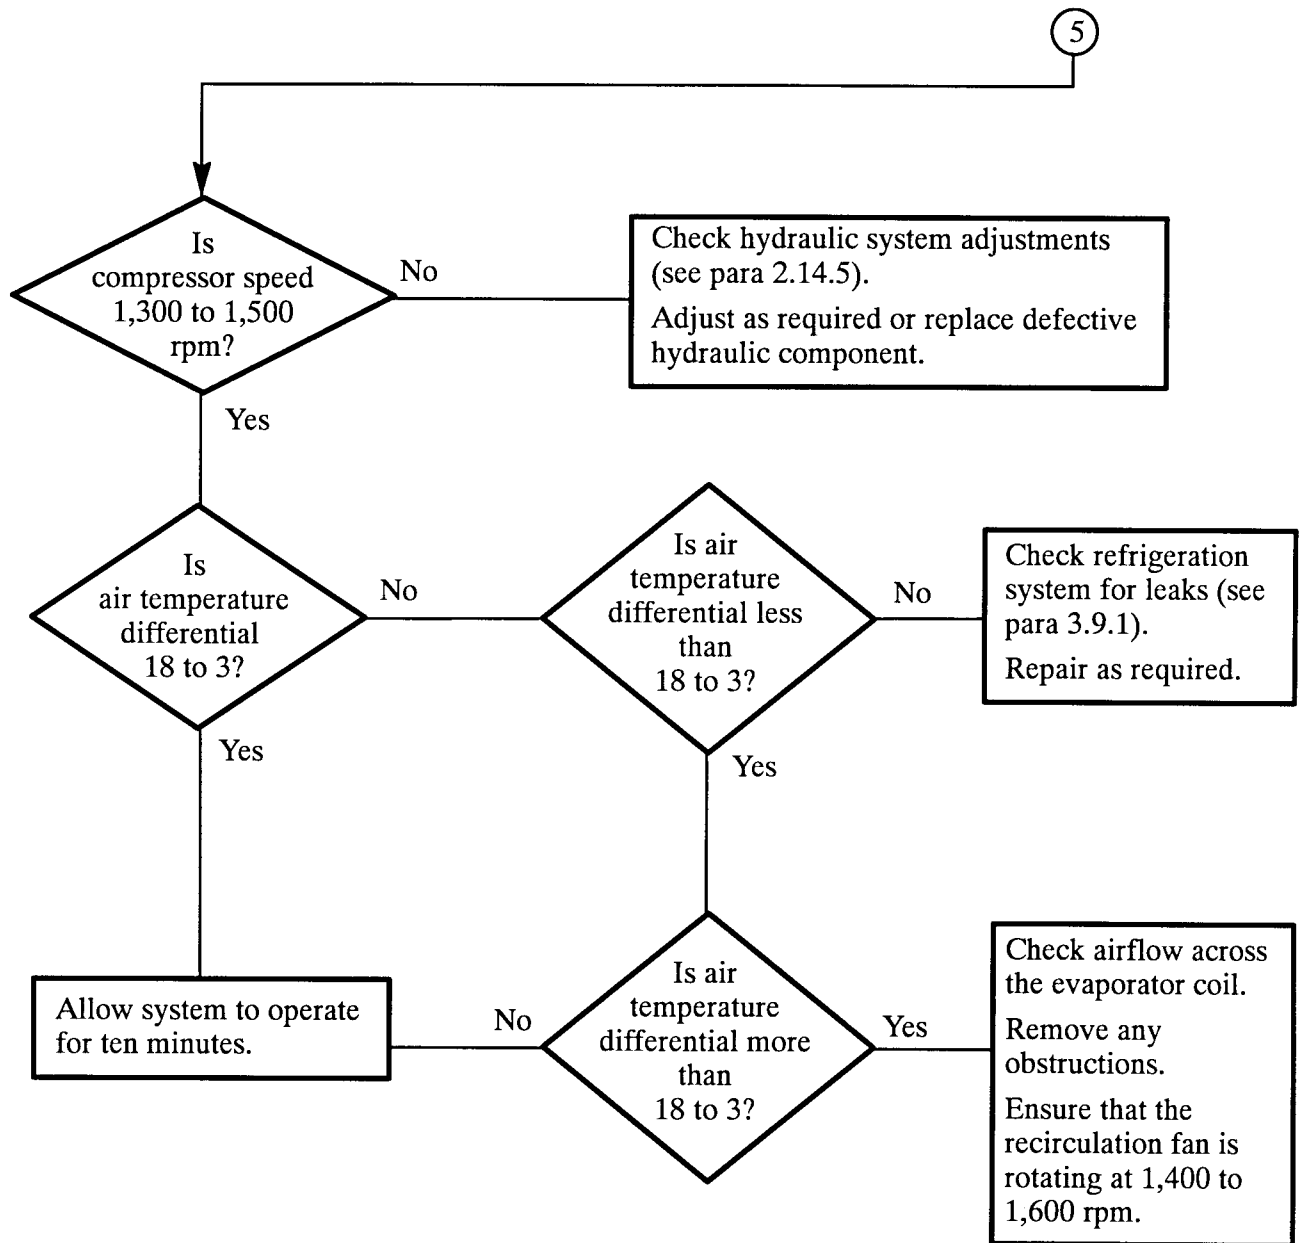 5
Is
compressor speed
1,300 to 1,500
rpm?
No
Check hydraulic system adjustments
(see para 2.14.5).
Adjust as required or replace defective
hydraulic component.
Yes
Is
air temperature
differential
18 to 3?
No
Is air
temperature
differential less
than
18 to 3?
No
Check refrigeration
system for leaks (see
para 3.9.1).
Repair as required.
Yes
Yes
Allow system to operate
for ten minutes.
No
Is air
temperature
differential more
than
18 to 3?
Yes
Check airflow across
the evaporator coil.
Remove any
obstructions.
Ensure that the
recirculation fan is
rotating at 1,400 to
1,600 rpm.